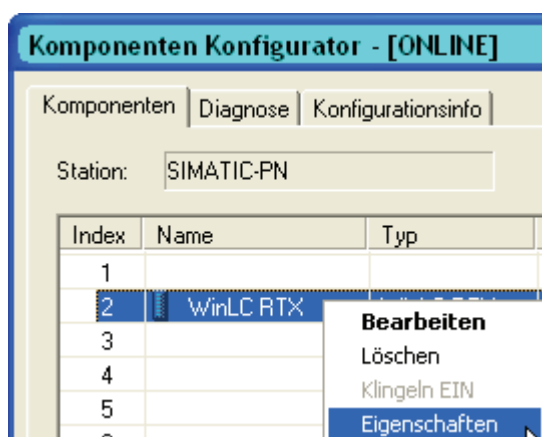 Komponenten Konfigurator - [ONLINE]
Komponenten Diagnose Konfigurationsinfo
Station: SIMATIC-PN
Index Name Typ
1
2 WinLC RTX
3
4
5
Bearbeiten
Löschen
Klingeln EIN
Eigenschaften